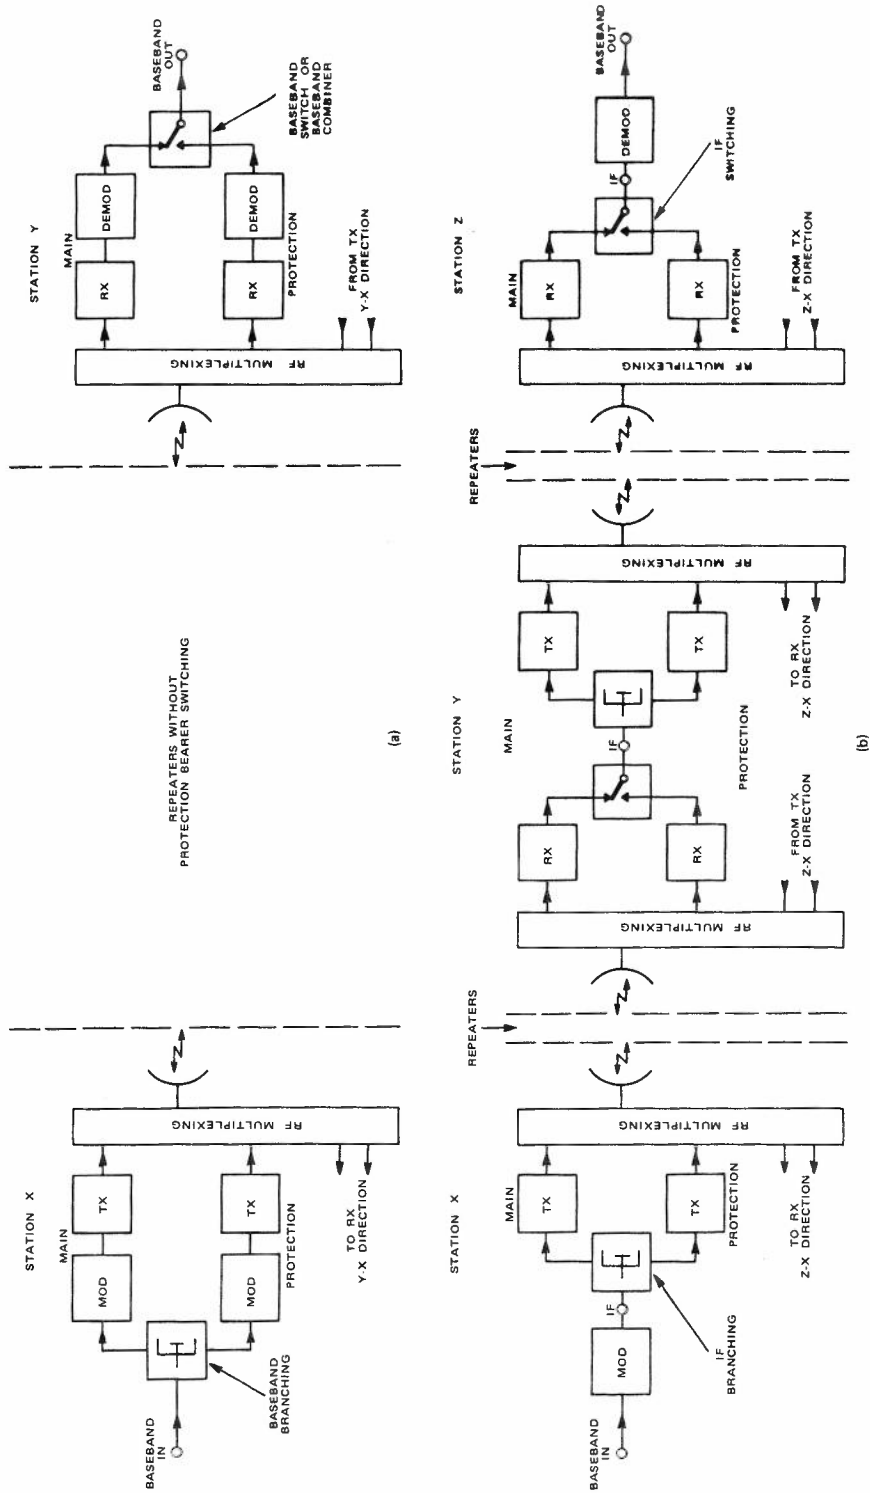 STATION X
MAIN
BASEBAND
IN
MOD
TX
MOD
TX
PROTECTION
BASEBAND
BRANCHING
RF MULTIPLEXING
TO RX
Y-X DIRECTION
REPEATERS WITHOUT
PROTECTION BEARER SWITCHING
STATION Y
MAIN
RF MULTIPLEXING
RX
DEMOD
RX
DEMOD
PROTECTION
FROM TX
Y-X DIRECTION
BASEBAND
OUT
BASEBAND
SWITCH OR
BASEBAND
COMBINER
(a)
STATION X
MAIN
BASEBAND
IN
MOD
IF
TX
TX
PROTECTION
IF
BRANCHING
RF MULTIPLEXING
TO RX
Z-X DIRECTION
REPEATERS
STATION Y
MAIN
RF MULTIPLEXING
RX
RX
IF
TX
TX
PROTECTION
FROM TX
Z-X DIRECTION
TO RX
Z-X DIRECTION
RF MULTIPLEXING
REPEATERS
STATION Z
MAIN
RF MULTIPLEXING
RX
RX
PROTECTION
IF
DEMOD
BASEBAND
OUT
IF
SWITCHING
FROM TX
Z-X DIRECTION
(b)